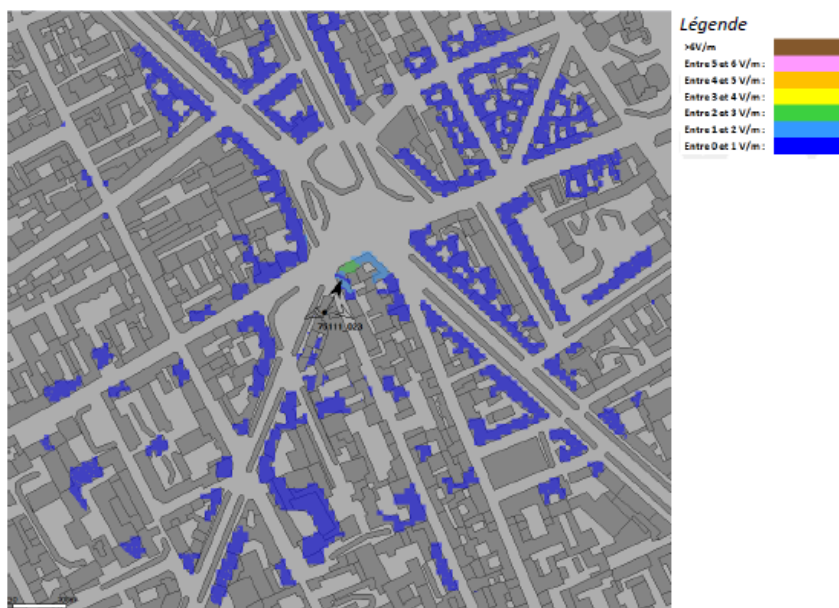 Légende
>6V/m
Entre 5 et 6 V/m :
Entre 4 et 5 V/m :
Entre 3 et 4 V/m :
Entre 2 et 3 V/m :
Entre 1 et 2 V/m :
Entre 0 et 1 V/m :